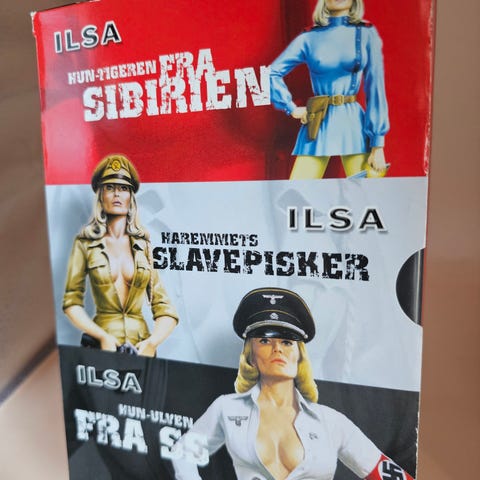 ILSA
HUN-TIGEREN FRA
SIBIRIEN
ILSA
HAREMMETS
SLAVEPISKER
ILSA
HUN-ULVEN
FRA SS